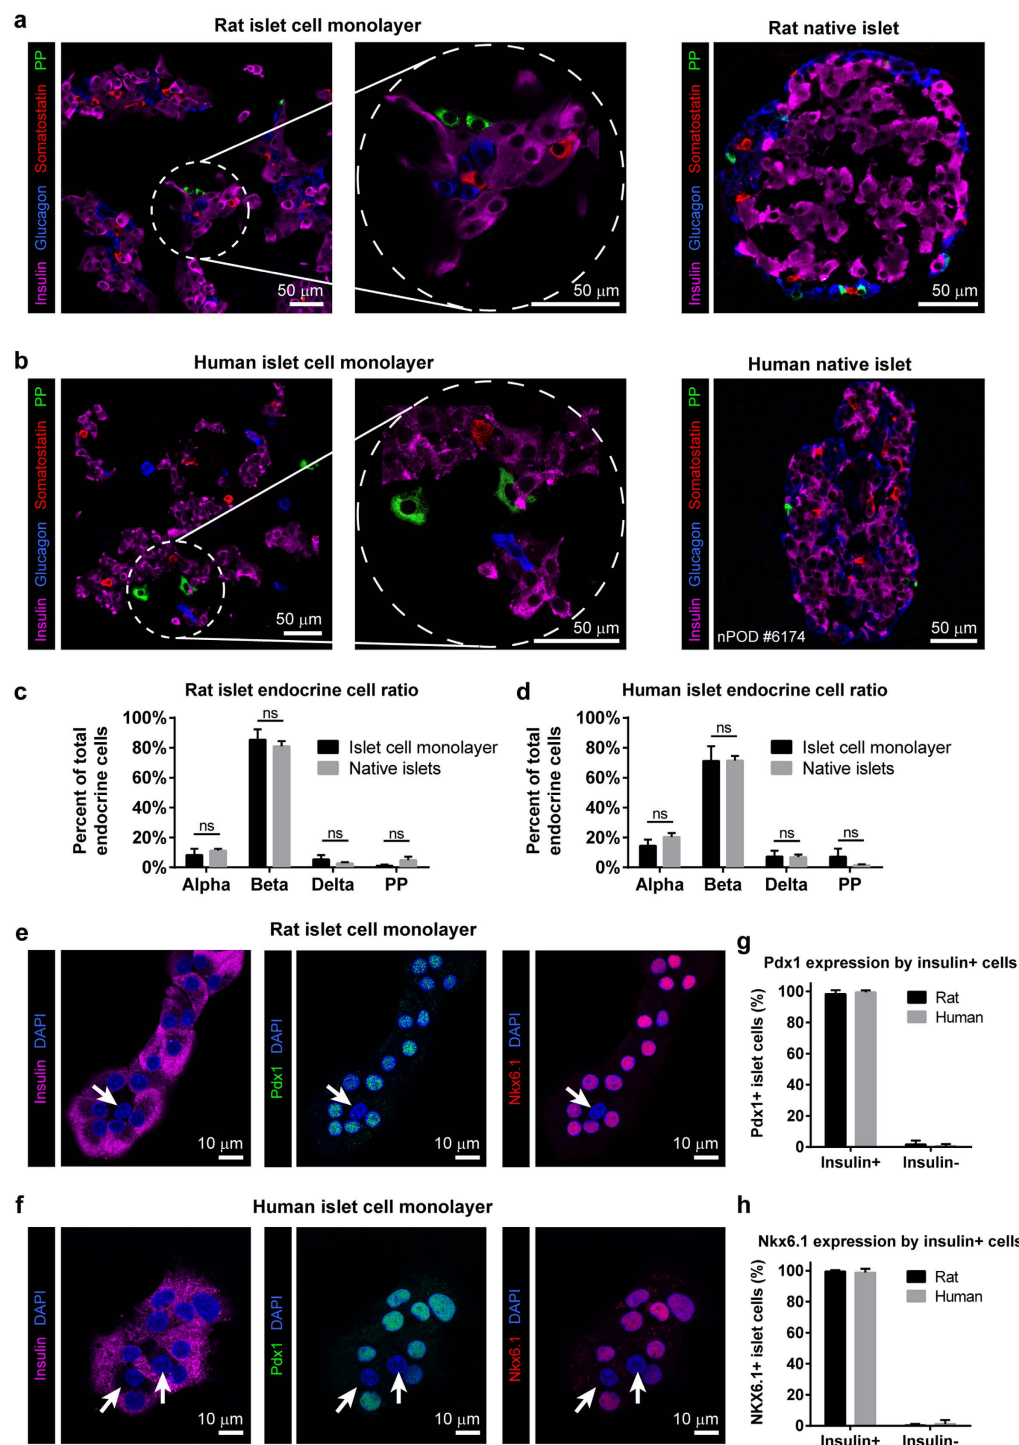 a
Rat islet cell monolayer
Rat native islet
Insulin Glucagon Somatostatin PP
50 μm
50 μm
Insulin Glucagon Somatostatin PP
50 μm
b
Human islet cell monolayer
Human native islet
Insulin Glucagon Somatostatin PP
50 μm
50 μm
Insulin Glucagon Somatostatin PP
nPOD #6174
50 μm
c
Rat islet endocrine cell ratio
Percent of total
endocrine cells
100%
80%
60%
40%
20%
0%
ns
ns
ns
ns
Islet cell monolayer
Native islets
Alpha Beta Delta PP
d
Human islet endocrine cell ratio
Percent of total
endocrine cells
100%
80%
60%
40%
20%
0%
ns
ns
ns
ns
Islet cell monolayer
Native islets
Alpha Beta Delta PP
e
Rat islet cell monolayer
Insulin DAPI
10 μm
Pdx1 DAPI
10 μm
Nkx6.1 DAPI
10 μm
f
Human islet cell monolayer
Insulin DAPI
10 μm
Pdx1 DAPI
10 μm
Nkx6.1 DAPI
10 μm
g
Pdx1 expression by insulin+ cells
Pdx1+ islet cells (%)
100
80
60
40
20
0
Rat
Human
Insulin+ Insulin-
h
Nkx6.1 expression by insulin+ cells
NKX6.1+ islet cells (%)
100
80
60
40
20
0
Rat
Human
Insulin+ Insulin-